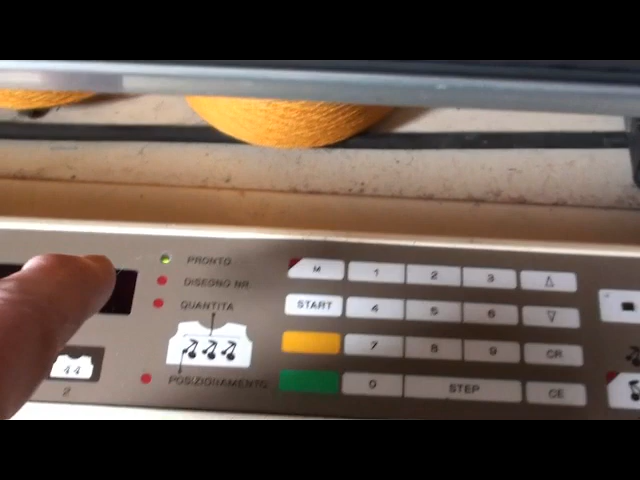 PRONTO
DISEGNO NR
QUANTITA
POSIZIONAMENTO
44
2
M 1 2 3
START 4 5 6
7 8 9 CR
0 STEP CE